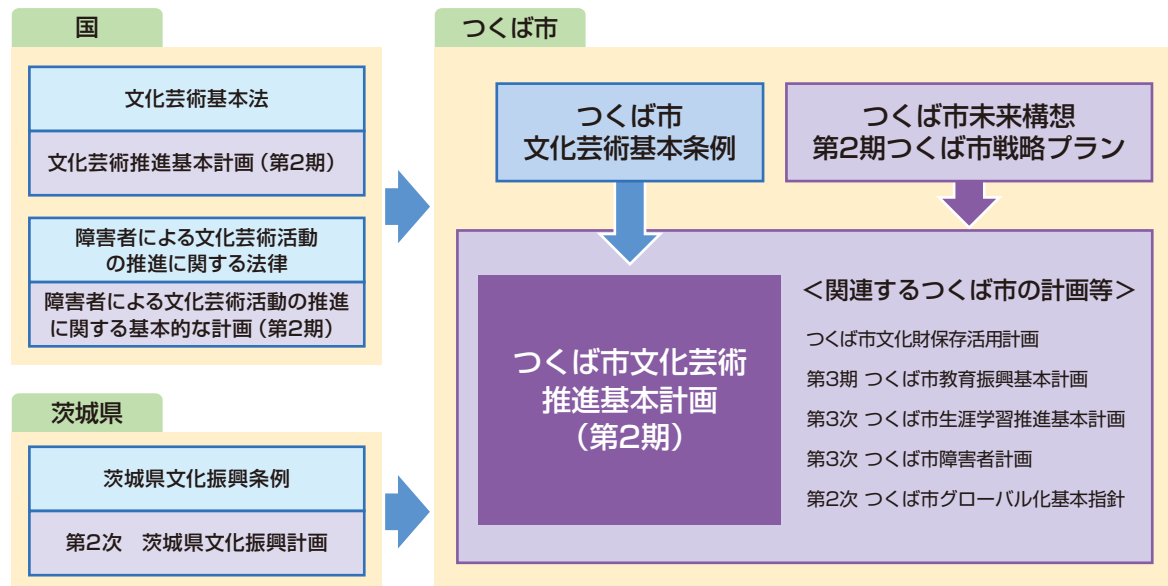 国
文化芸術基本法
文化芸術推進基本計画（第2期）
障害者による文化芸術活動
の推進に関する法律
障害者による文化芸術活動の推進
に関する基本的な計画（第2期）
茨城県
茨城県文化振興条例
第2次　茨城県文化振興計画
つくば市
つくば市
文化芸術基本条例
つくば市未来構想
第2期つくば市戦略プラン
つくば市文化芸術
推進基本計画
（第2期）
＜関連するつくば市の計画等＞
つくば市文化財保存活用計画
第3期 つくば市教育振興基本計画
第3次 つくば市生涯学習推進基本計画
第3次 つくば市障害者計画
第2次 つくば市グローバル化基本指針